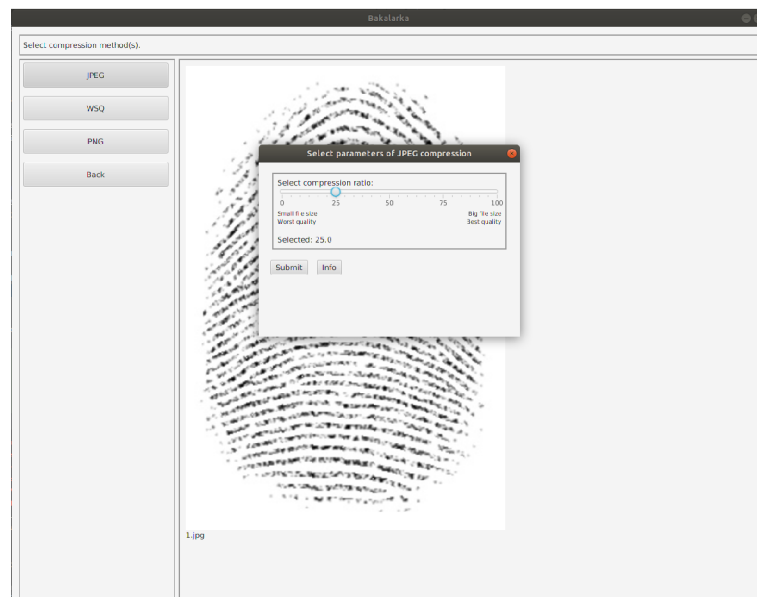 Bakalarka
Select compression method(s).
JPEG
WSQ
PNG
Back
Select parameters of JPEG compression
Select compression ratio:
0 25 50 75 100
Small file size Big file size
Worst quality Best quality
Selected: 25.0
Submit Info
1.jpg